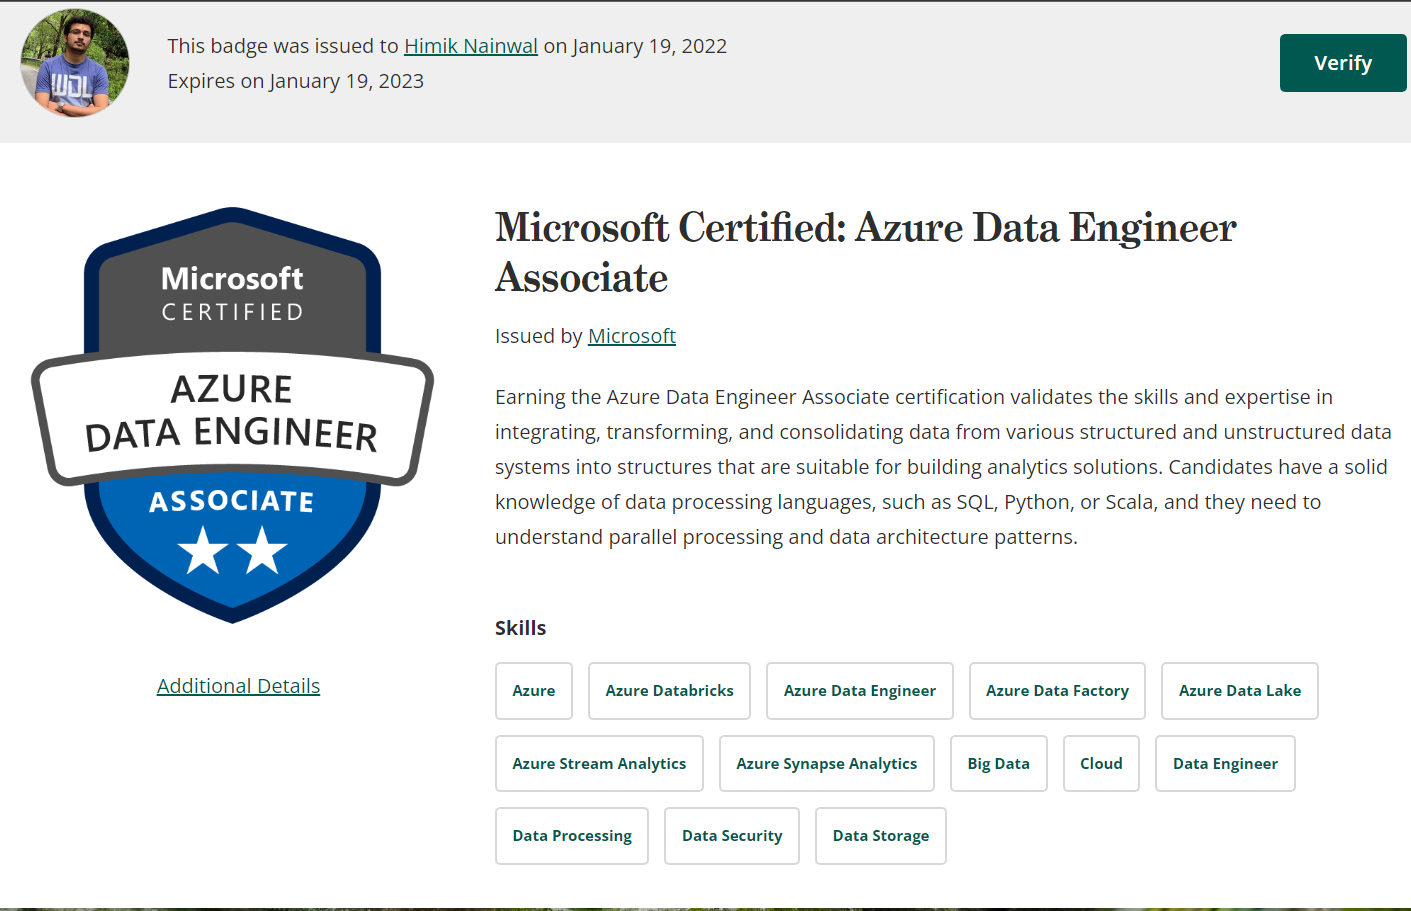 This badge was issued to Himik Nainwal on January 19, 2022
Expires on January 19, 2023
Verify
WDL
Microsoft
CERTIFIED
AZURE
DATA ENGINEER
ASSOCIATE
Additional Details
Microsoft Certified: Azure Data Engineer
Associate
Issued by Microsoft
Earning the Azure Data Engineer Associate certification validates the skills and expertise in
integrating, transforming, and consolidating data from various structured and unstructured data
systems into structures that are suitable for building analytics solutions. Candidates have a solid
knowledge of data processing languages, such as SQL, Python, or Scala, and they need to
understand parallel processing and data architecture patterns.
Skills
Azure Azure Databricks Azure Data Engineer Azure Data Factory Azure Data Lake
Azure Stream Analytics Azure Synapse Analytics Big Data Cloud Data Engineer
Data Processing Data Security Data Storage